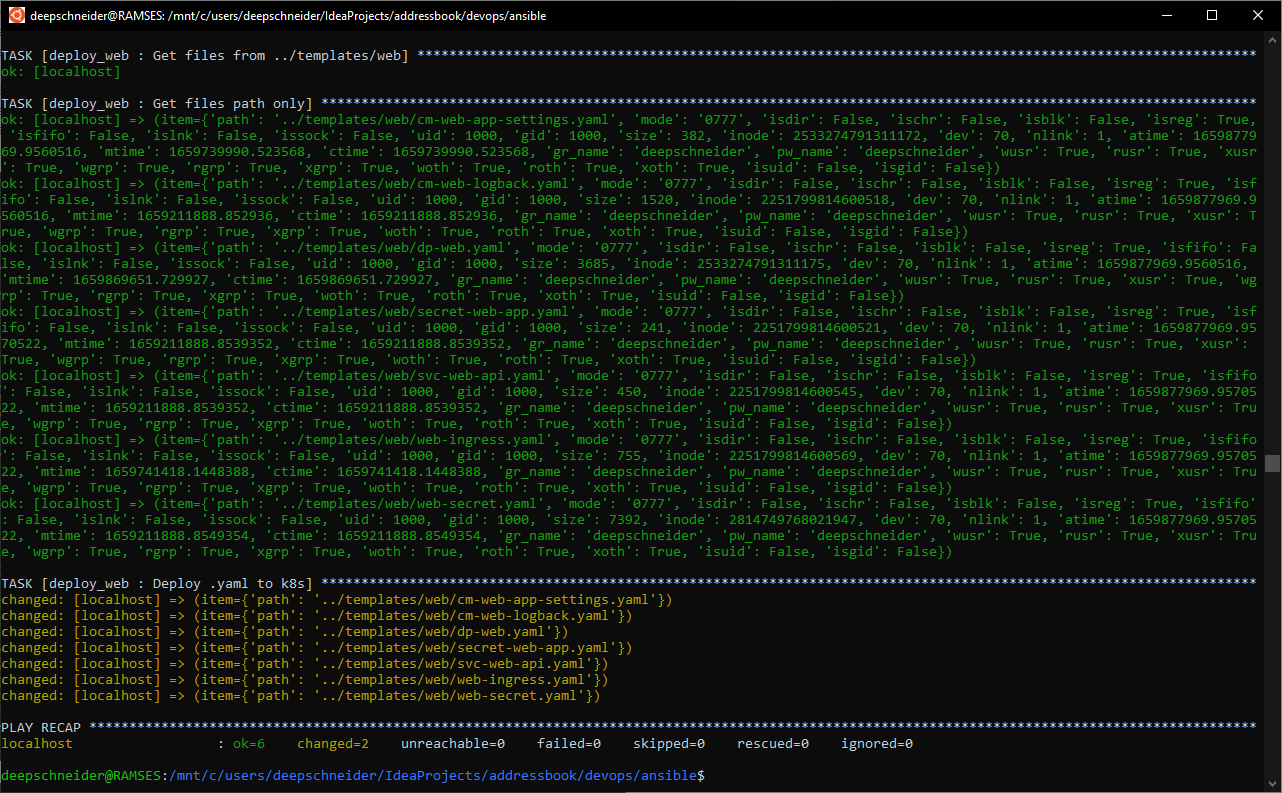 deepschneider@RAMSES: /mnt/c/users/deepschneider/IdeaProjects/addressbook/devops/ansible
TASK [deploy_web : Get files from ../templates/web] *********************************************************************************************************
ok: [localhost]
TASK [deploy_web : Get files path only] *********************************************************************************************************************
ok: [localhost] => (item={'path': '../templates/web/cm-web-app-settings.yaml', 'mode': '0777', 'isdir': False, 'ischr': False, 'isblk': False, 'isreg': True,
 'isfifo': False, 'islnk': False, 'issock': False, 'uid': 1000, 'gid': 1000, 'size': 382, 'inode': 2533274791311172, 'dev': 70, 'nlink': 1, 'atime': 16598779
69.9560516, 'mtime': 1659739990.523568, 'ctime': 1659739990.523568, 'gr_name': 'deepschneider', 'pw_name': 'deepschneider', 'wusr': True, 'rusr': True, 'xusr
': True, 'wgrp': True, 'rgrp': True, 'xgrp': True, 'woth': True, 'roth': True, 'xoth': True, 'isuid': False, 'isgid': False})
ok: [localhost] => (item={'path': '../templates/web/cm-web-logback.yaml', 'mode': '0777', 'isdir': False, 'ischr': False, 'isblk': False, 'isreg': True, 'isf
ifo': False, 'islnk': False, 'issock': False, 'uid': 1000, 'gid': 1000, 'size': 1520, 'inode': 2251799814600518, 'dev': 70, 'nlink': 1, 'atime': 1659877969.9
560516, 'mtime': 1659211888.852936, 'ctime': 1659211888.852936, 'gr_name': 'deepschneider', 'pw_name': 'deepschneider', 'wusr': True, 'rusr': True, 'xusr': T
rue, 'wgrp': True, 'rgrp': True, 'xgrp': True, 'woth': True, 'roth': True, 'xoth': True, 'isuid': False, 'isgid': False})
ok: [localhost] => (item={'path': '../templates/web/dp-web.yaml', 'mode': '0777', 'isdir': False, 'ischr': False, 'isblk': False, 'isreg': True, 'isfifo': Fa
lse, 'islnk': False, 'issock': False, 'uid': 1000, 'gid': 1000, 'size': 3685, 'inode': 2533274791311175, 'dev': 70, 'nlink': 1, 'atime': 1659877969.9560516,
'mtime': 1659869651.729927, 'ctime': 1659869651.729927, 'gr_name': 'deepschneider', 'pw_name': 'deepschneider', 'wusr': True, 'rusr': True, 'xusr': True, 'wg
rp': True, 'rgrp': True, 'xgrp': True, 'woth': True, 'roth': True, 'xoth': True, 'isuid': False, 'isgid': False})
ok: [localhost] => (item={'path': '../templates/web/secret-web-app.yaml', 'mode': '0777', 'isdir': False, 'ischr': False, 'isblk': False, 'isreg': True, 'isf
ifo': False, 'islnk': False, 'issock': False, 'uid': 1000, 'gid': 1000, 'size': 241, 'inode': 2251799814600521, 'dev': 70, 'nlink': 1, 'atime': 1659877969.95
70522, 'mtime': 1659211888.8539352, 'ctime': 1659211888.8539352, 'gr_name': 'deepschneider', 'pw_name': 'deepschneider', 'wusr': True, 'rusr': True, 'xusr':
True, 'wgrp': True, 'rgrp': True, 'xgrp': True, 'woth': True, 'roth': True, 'xoth': True, 'isuid': False, 'isgid': False})
ok: [localhost] => (item={'path': '../templates/web/svc-web-api.yaml', 'mode': '0777', 'isdir': False, 'ischr': False, 'isblk': False, 'isreg': True, 'isfifo
': False, 'islnk': False, 'issock': False, 'uid': 1000, 'gid': 1000, 'size': 450, 'inode': 2251799814600545, 'dev': 70, 'nlink': 1, 'atime': 1659877969.95705
22, 'mtime': 1659211888.8539352, 'ctime': 1659211888.8539352, 'gr_name': 'deepschneider', 'pw_name': 'deepschneider', 'wusr': True, 'rusr': True, 'xusr': Tru
e, 'wgrp': True, 'rgrp': True, 'xgrp': True, 'woth': True, 'roth': True, 'xoth': True, 'isuid': False, 'isgid': False})
ok: [localhost] => (item={'path': '../templates/web/web-ingress.yaml', 'mode': '0777', 'isdir': False, 'ischr': False, 'isblk': False, 'isreg': True, 'isfifo
': False, 'islnk': False, 'issock': False, 'uid': 1000, 'gid': 1000, 'size': 755, 'inode': 2251799814600569, 'dev': 70, 'nlink': 1, 'atime': 1659877969.95705
22, 'mtime': 1659741418.1448388, 'ctime': 1659741418.1448388, 'gr_name': 'deepschneider', 'pw_name': 'deepschneider', 'wusr': True, 'rusr': True, 'xusr': Tru
e, 'wgrp': True, 'rgrp': True, 'xgrp': True, 'woth': True, 'roth': True, 'xoth': True, 'isuid': False, 'isgid': False})
ok: [localhost] => (item={'path': '../templates/web/web-secret.yaml', 'mode': '0777', 'isdir': False, 'ischr': False, 'isblk': False, 'isreg': True, 'isfifo'
: False, 'islnk': False, 'issock': False, 'uid': 1000, 'gid': 1000, 'size': 7392, 'inode': 2814749768021947, 'dev': 70, 'nlink': 1, 'atime': 1659877969.95705
22, 'mtime': 1659211888.8549354, 'ctime': 1659211888.8549354, 'gr_name': 'deepschneider', 'pw_name': 'deepschneider', 'wusr': True, 'rusr': True, 'xusr': Tru
e, 'wgrp': True, 'rgrp': True, 'xgrp': True, 'woth': True, 'roth': True, 'xoth': True, 'isuid': False, 'isgid': False})
TASK [deploy_web : Deploy .yaml to k8s] *********************************************************************************************************************
changed: [localhost] => (item={'path': '../templates/web/cm-web-app-settings.yaml'})
changed: [localhost] => (item={'path': '../templates/web/cm-web-logback.yaml'})
changed: [localhost] => (item={'path': '../templates/web/dp-web.yaml'})
changed: [localhost] => (item={'path': '../templates/web/secret-web-app.yaml'})
changed: [localhost] => (item={'path': '../templates/web/svc-web-api.yaml'})
changed: [localhost] => (item={'path': '../templates/web/web-ingress.yaml'})
changed: [localhost] => (item={'path': '../templates/web/web-secret.yaml'})
PLAY RECAP **************************************************************************************************************************************************
localhost                  : ok=6    changed=2    unreachable=0    failed=0    skipped=0    rescued=0    ignored=0
deepschneider@RAMSES:/mnt/c/users/deepschneider/IdeaProjects/addressbook/devops/ansible$